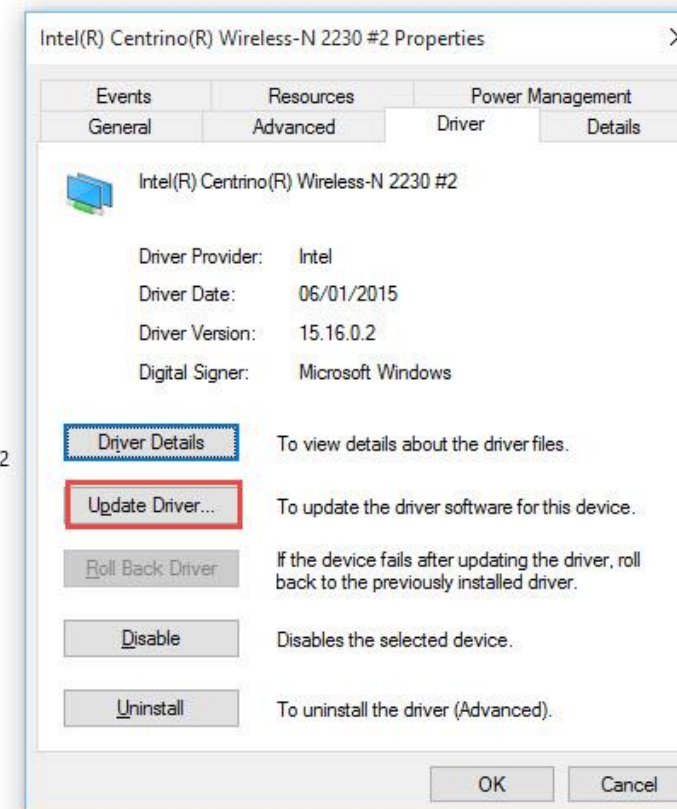 Intel(R) Centrino(R) Wireless-N 2230 #2 Properties
Events Resources Power Management
General Advanced Driver Details
Intel(R) Centrino(R) Wireless-N 2230 #2
Driver Provider: Intel
Driver Date: 06/01/2015
Driver Version: 15.16.0.2
Digital Signer: Microsoft Windows
Driver Details To view details about the driver files.
2
Update Driver... To update the driver software for this device.
Roll Back Driver If the device fails after updating the driver, roll
back to the previously installed driver.
Disable Disables the selected device.
Uninstall To uninstall the driver (Advanced).
OK Cancel